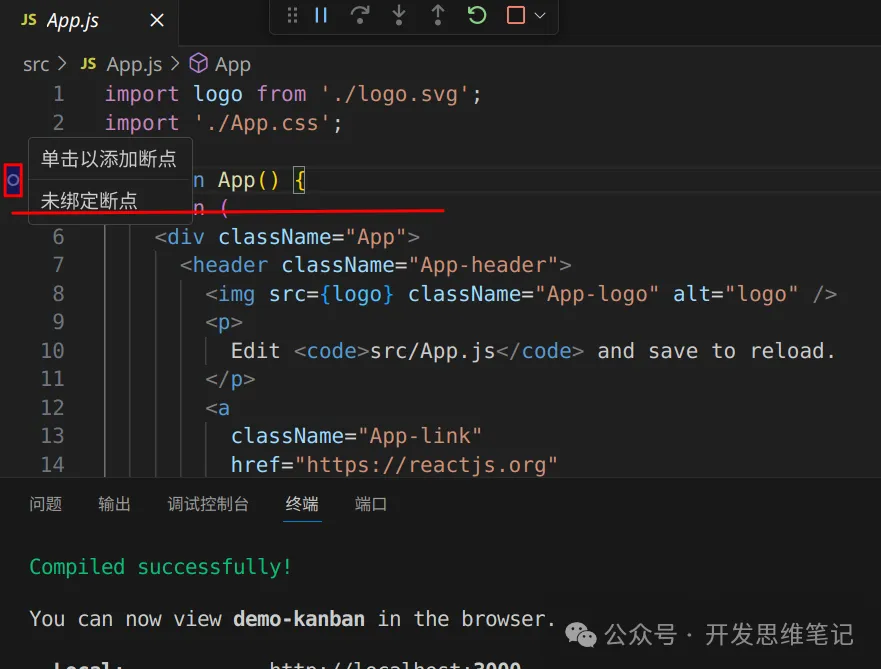 JS App.js
src > JS App.js > App
1 import logo from './logo.svg';
2 import './App.css';
单击以添加断点
n App() {
未绑定断点
n (
6 <div className="App">
7 <header className="App-header">
8 <img src={logo} className="App-logo" alt="logo" />
9 <p>
10 Edit <code>src/App.js</code> and save to reload.
11 </p>
12 <a
13 className="App-link"
14 href="https://reactjs.org"
问题 输出 调试控制台 终端 端口
Compiled successfully!
You can now view demo-kanban in the browser.
公众号 · 开发思维笔记
Local: http://localhost:3000